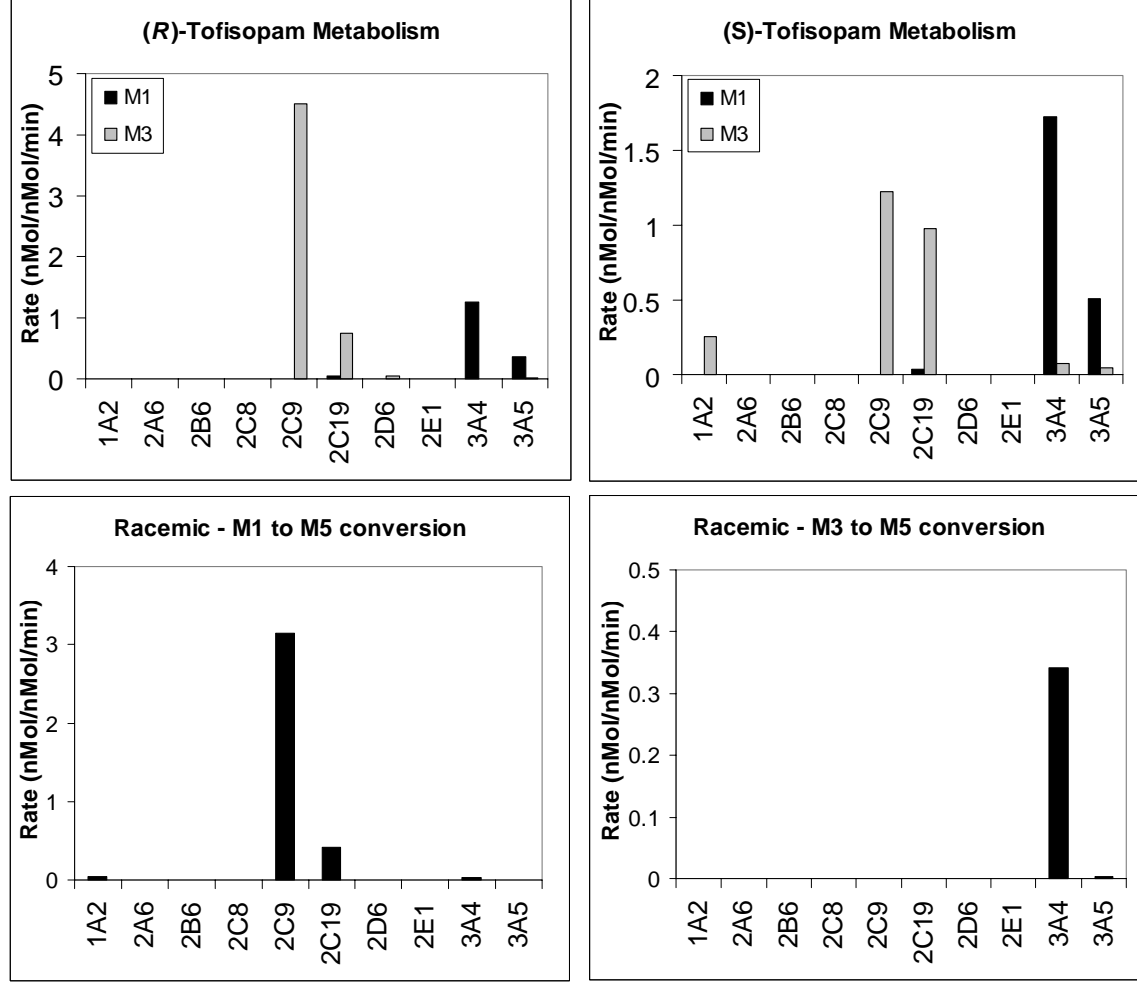 (R)-Tofisopam Metabolism
M1
M3
Rate (nMol/nMol/min)
5
4
3
2
1
0
1A2
2A6
2B6
2C8
2C9
2C19
2D6
2E1
3A4
3A5
(S)-Tofisopam Metabolism
M1
M3
Rate (nMol/nMol/min)
2
1.5
1
0.5
0
1A2
2A6
2B6
2C8
2C9
2C19
2D6
2E1
3A4
3A5
Racemic - M1 to M5 conversion
Rate (nMol/nMol/min)
4
3
2
1
0
1A2
2A6
2B6
2C8
2C9
2C19
2D6
2E1
3A4
3A5
Racemic - M3 to M5 conversion
Rate (nMol/nMol/min)
0.5
0.4
0.3
0.2
0.1
0
1A2
2A6
2B6
2C8
2C9
2C19
2D6
2E1
3A4
3A5